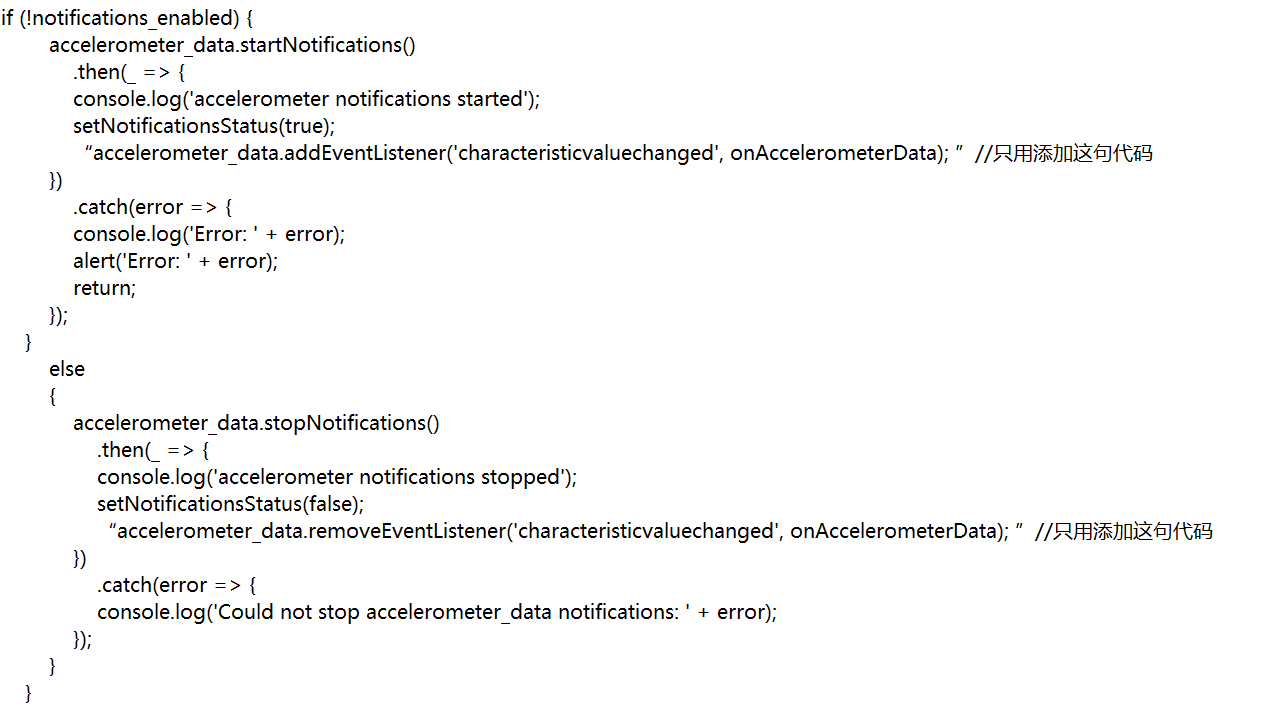 if (!notifications_enabled) {
accelerometer_data.startNotifications()
.then(_ => {
console.log('accelerometer notifications started');
setNotificationsStatus(true);
“accelerometer_data.addEventListener('characteristicvaluechanged', onAccelerometerData); ” //只用添加这句代码
})
.catch(error => {
console.log('Error: ' + error);
alert('Error: ' + error);
return;
});
}
else
{
accelerometer_data.stopNotifications()
.then(_ => {
console.log('accelerometer notifications stopped');
setNotificationsStatus(false);
“accelerometer_data.removeEventListener('characteristicvaluechanged', onAccelerometerData); ” //只用添加这句代码
})
.catch(error => {
console.log('Could not stop accelerometer_data notifications: ' + error);
});
}
}